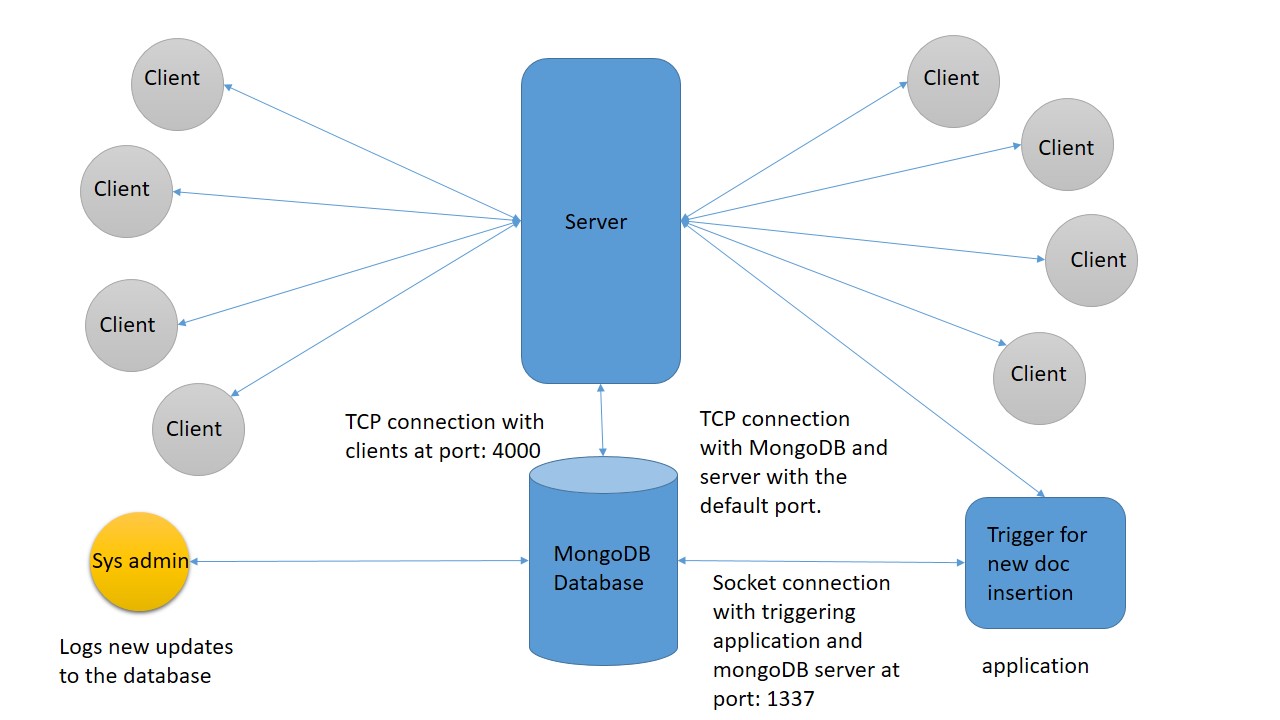 Client
Client
Client
Client
Server
Client
Client
Client
Client
TCP connection with
clients at port: 4000
TCP connection
with MongoDB and
server with the
default port.
Sys admin
Logs new updates
to the database
MongoDB
Database
Socket connection
with triggering
application and
mongoDB server at
port: 1337
Trigger for
new doc
insertion
application